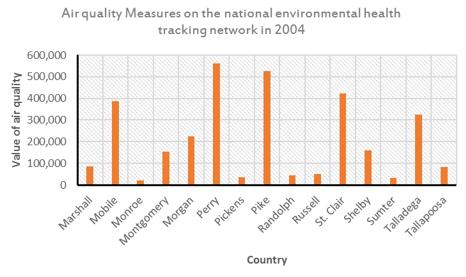 Air quality Measures on the national environmental health
tracking network in 2004
Value of air quality
600,000
500,000
400,000
300,000
200,000
100,000
0
Marshall
Mobile
Monroe
Montgomery
Morgan
Perry
Pickens
Pike
Randolph
Russell
St. Clair
Shelby
Sumter
Talladega
Tallapoosa
Country